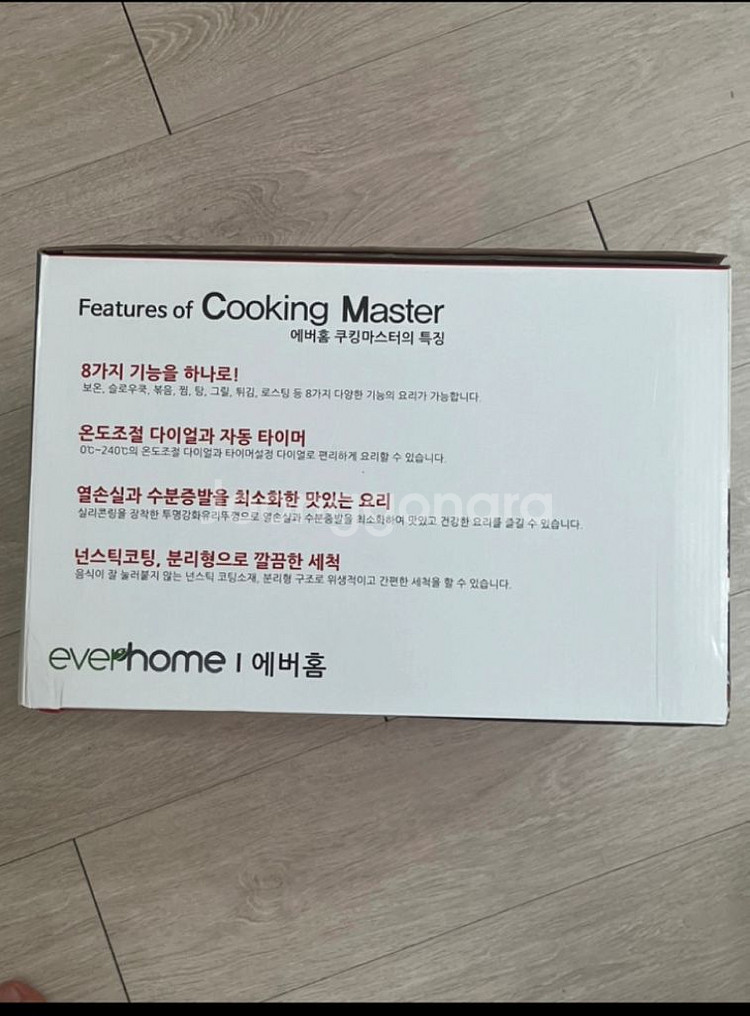 Features of Cooking Master
에버홈 쿠킹마스터의 특징
8가지 기능을 하나로!
보온, 슬로우쿡, 볶음, 찜, 탕, 그릴, 튀김, 로스팅 등 8가지 다양한 기능의 요리가 가능합니다.
온도조절 다이얼과 자동 타이머
0℃~240℃의 온도조절 다이얼과 타이머설정 다이얼로 편리하게 요리할 수 있습니다.
열손실과 수분증발을 최소화한 맛있는 요리
실리콘링을 장착한 투명강화유리뚜껑으로 열손실과 수분증발을 최소화하여 맛있고 건강한 요리를 즐길 수 있습니다.
Joonggonara
넌스틱코팅, 분리형으로 깔끔한 세척
음식이 잘 눌러붙지 않는 넌스틱 코팅소재, 분리형 구조로 위생적이고 간편한 세척을 할 수 있습니다.
everhome | 에버홈